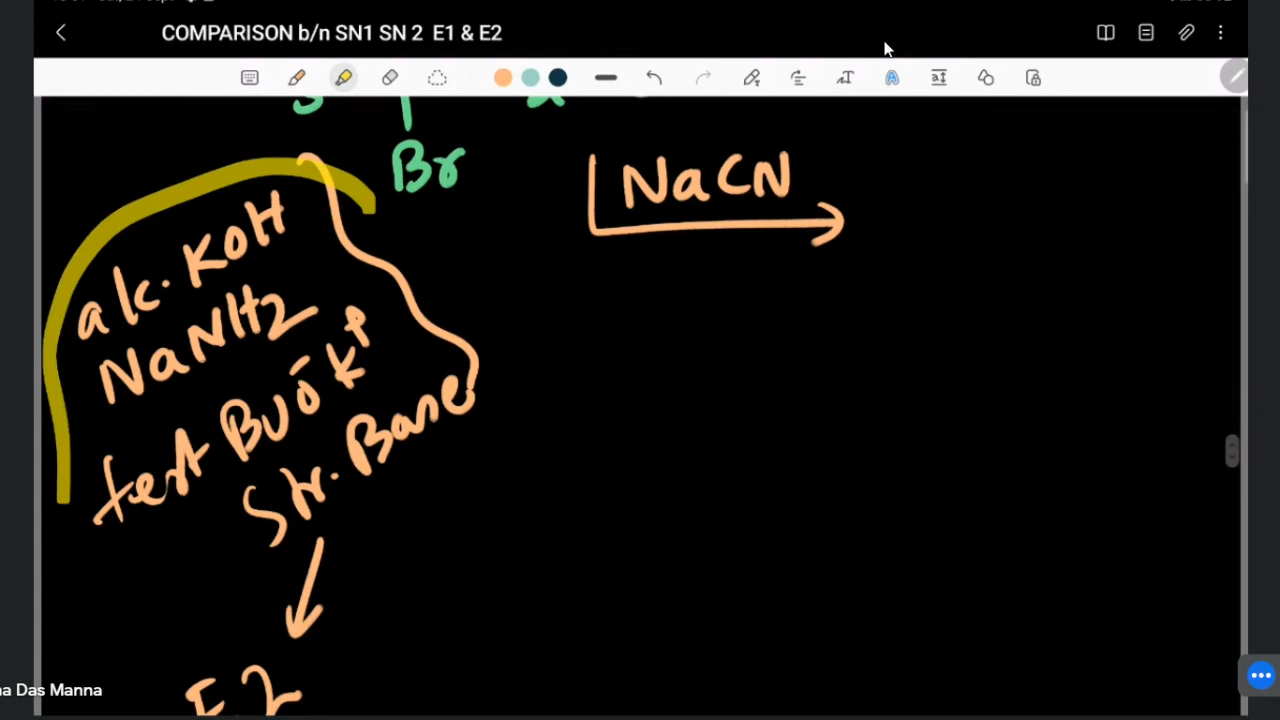 COMPARISON b/n SN1 SN 2 E1 & E2
Br
NaCN
alc. KOH
NaNH2
tert BuO⁻ K⁺
Str. Base
E2
a Das Manna